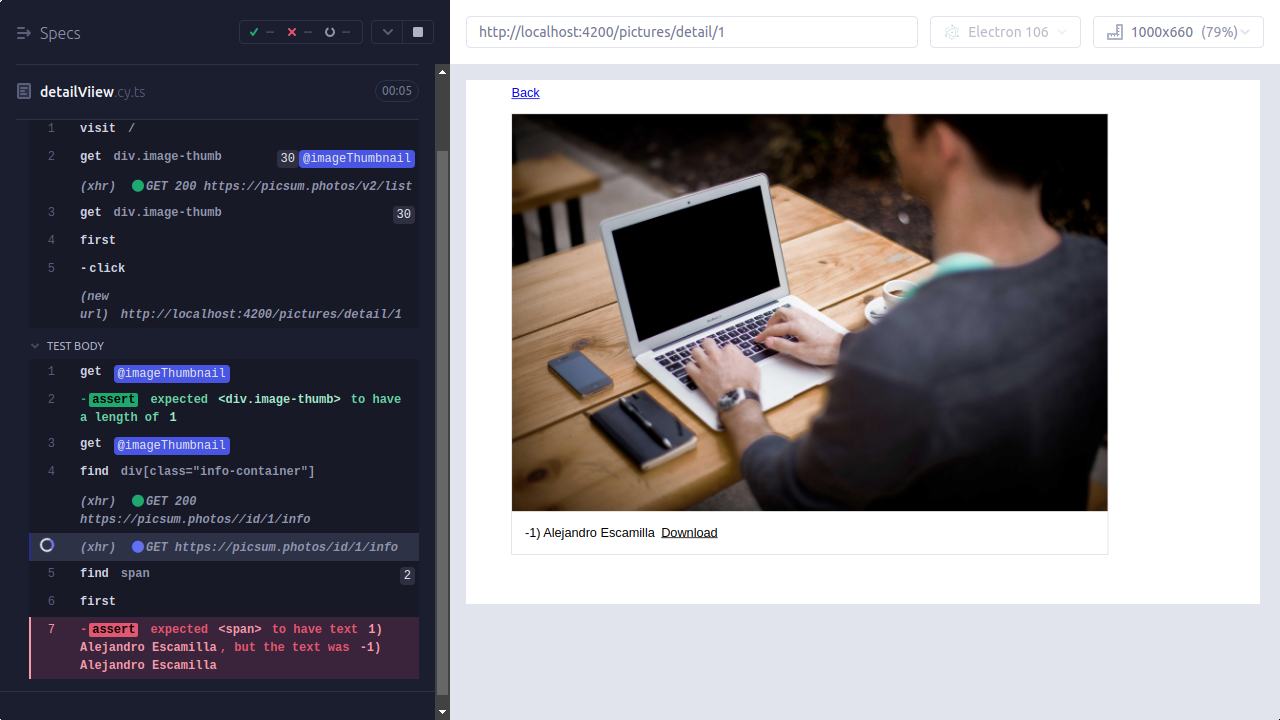 Specs
--
--
--
detailViiew.cy.ts
00:05
1 visit /
2 get div.image-thumb 30 @imageThumbnail
(xhr) GET 200 https://picsum.photos/v2/list
3 get div.image-thumb 30
4 first
5 -click
(new
url) http://localhost:4200/pictures/detail/1
TEST BODY
1 get @imageThumbnail
2 -assert expected <div.image-thumb> to have
a length of 1
3 get @imageThumbnail
4 find div[class="info-container"]
(xhr) GET 200
https://picsum.photos//id/1/info
(xhr) GET https://picsum.photos/id/1/info
5 find span 2
6 first
7 -assert expected <span> to have text 1)
Alejandro Escamilla, but the text was -1)
Alejandro Escamilla
http://localhost:4200/pictures/detail/1
Electron 106
1000x660 (79%)
Back
-1) Alejandro Escamilla Download